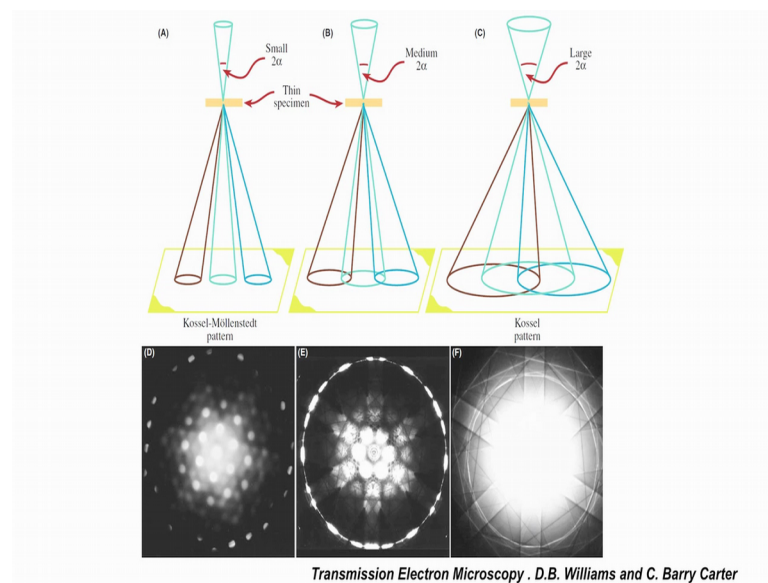 (A)
Small
2α
(B)
Medium
2α
(C)
Large
2α
Thin
specimen
Kossel-Möllenstedt
pattern
Kossel
pattern
(D)
(E)
(F)
Transmission Electron Microscopy . D.B. Williams and C. Barry Carter